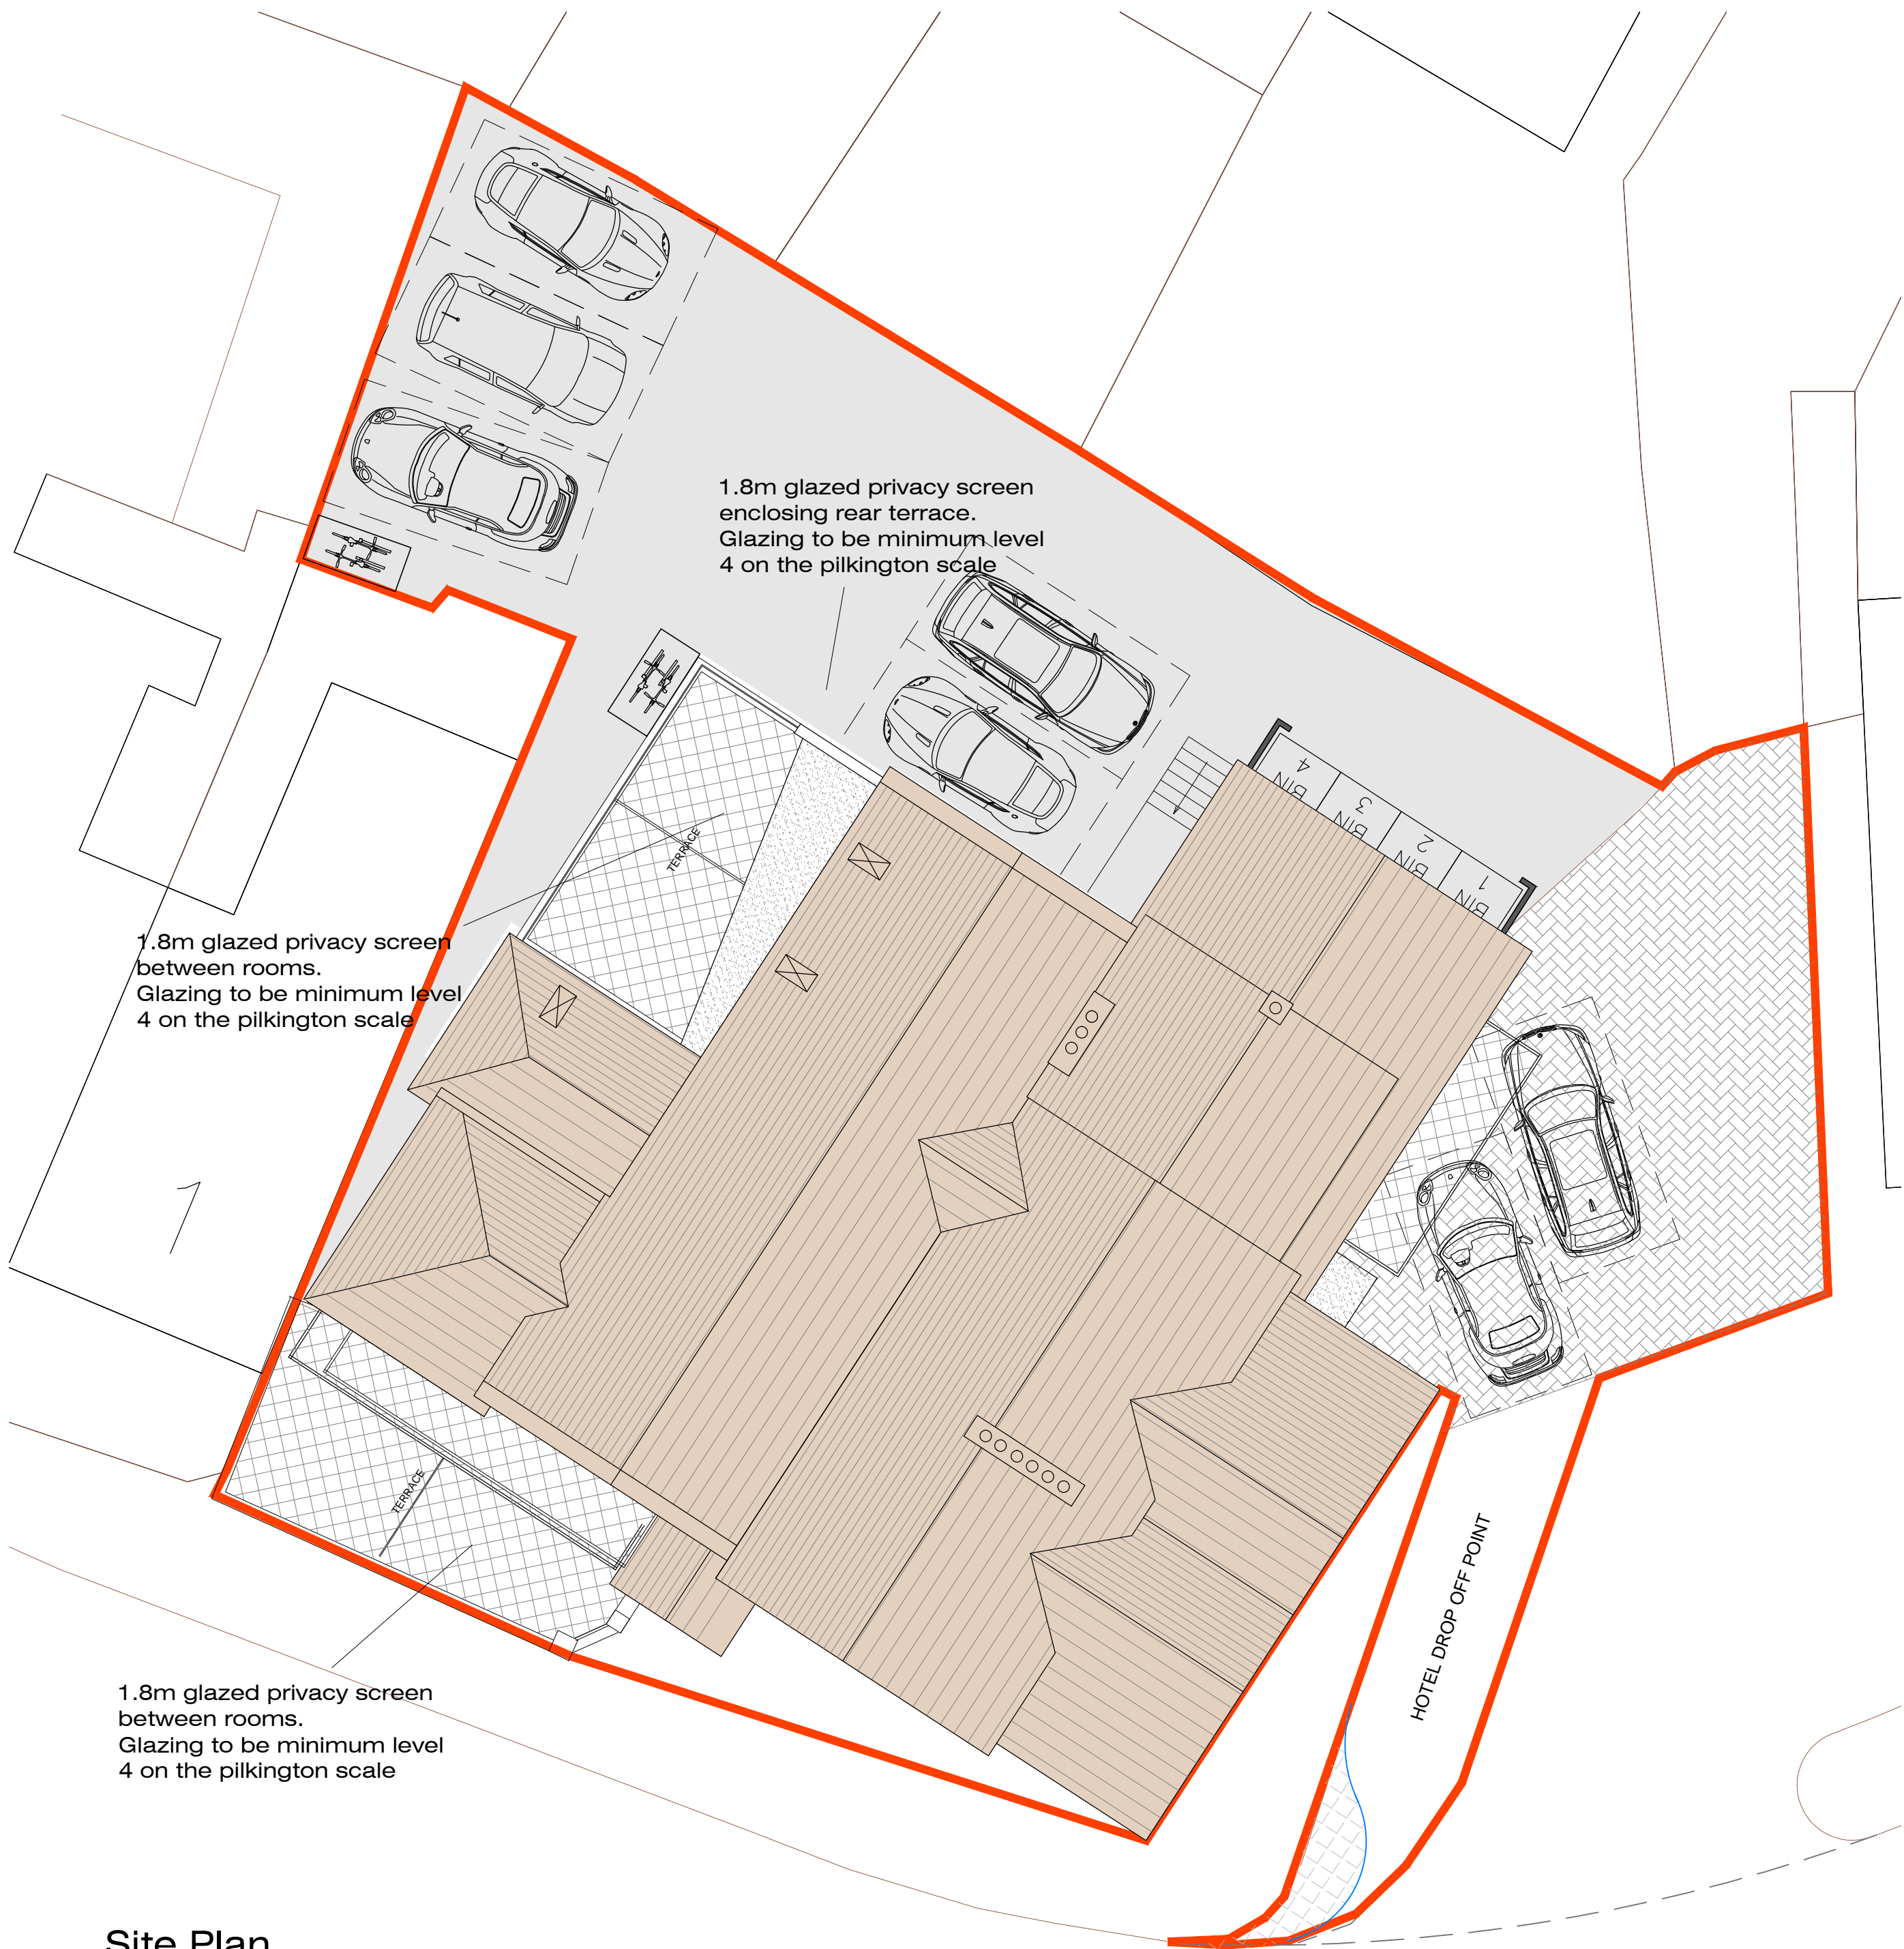 1.8m glazed privacy screen
enclosing rear terrace.
Glazing to be minimum level
4 on the pilkington scale
BIN 4
BIN 3
BIN 2
BIN 1
TERRACE
1.8m glazed privacy screen
between rooms.
Glazing to be minimum level
4 on the pilkington scale
1
TERRACE
HOTEL DROP OFF POINT
1.8m glazed privacy screen
between rooms.
Glazing to be minimum level
4 on the pilkington scale
Site Plan